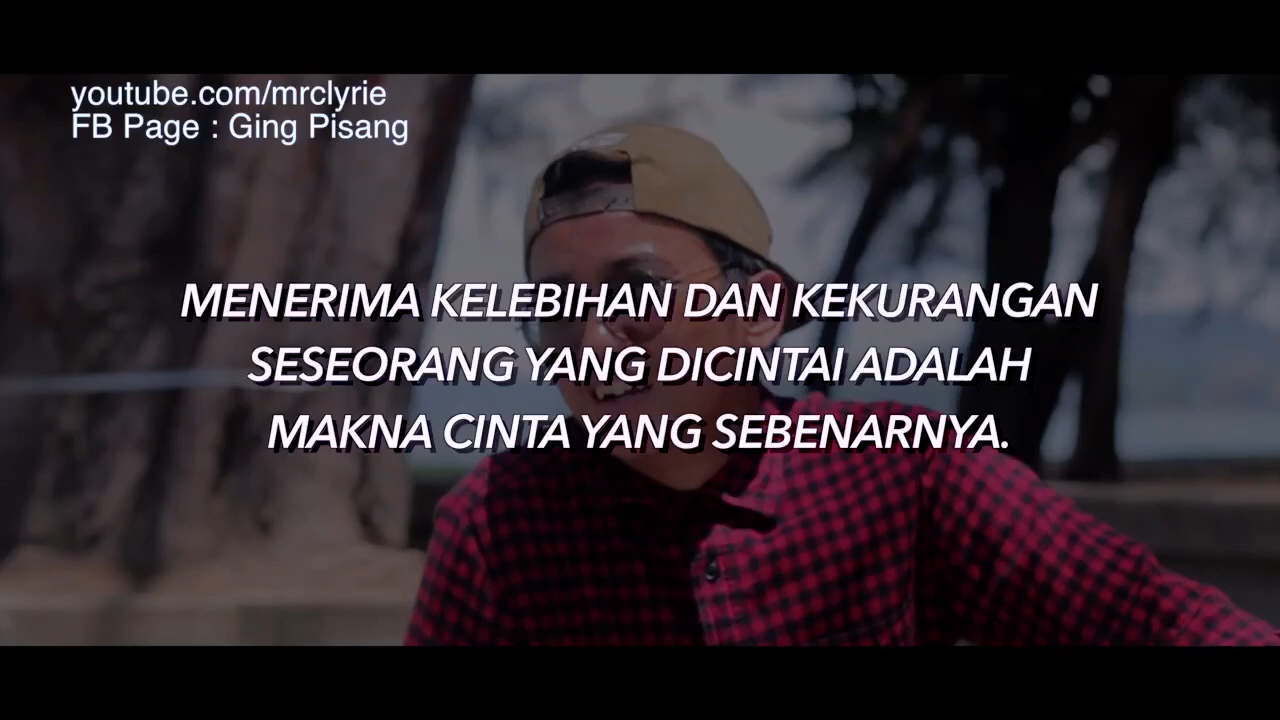 youtube.com/mrclyrie
FB Page : Ging Pisang
MENERIMA KELEBIHAN DAN KEKURANGAN
SESEORANG YANG DICINTAI ADALAH
MAKNA CINTA YANG SEBENARNYA.